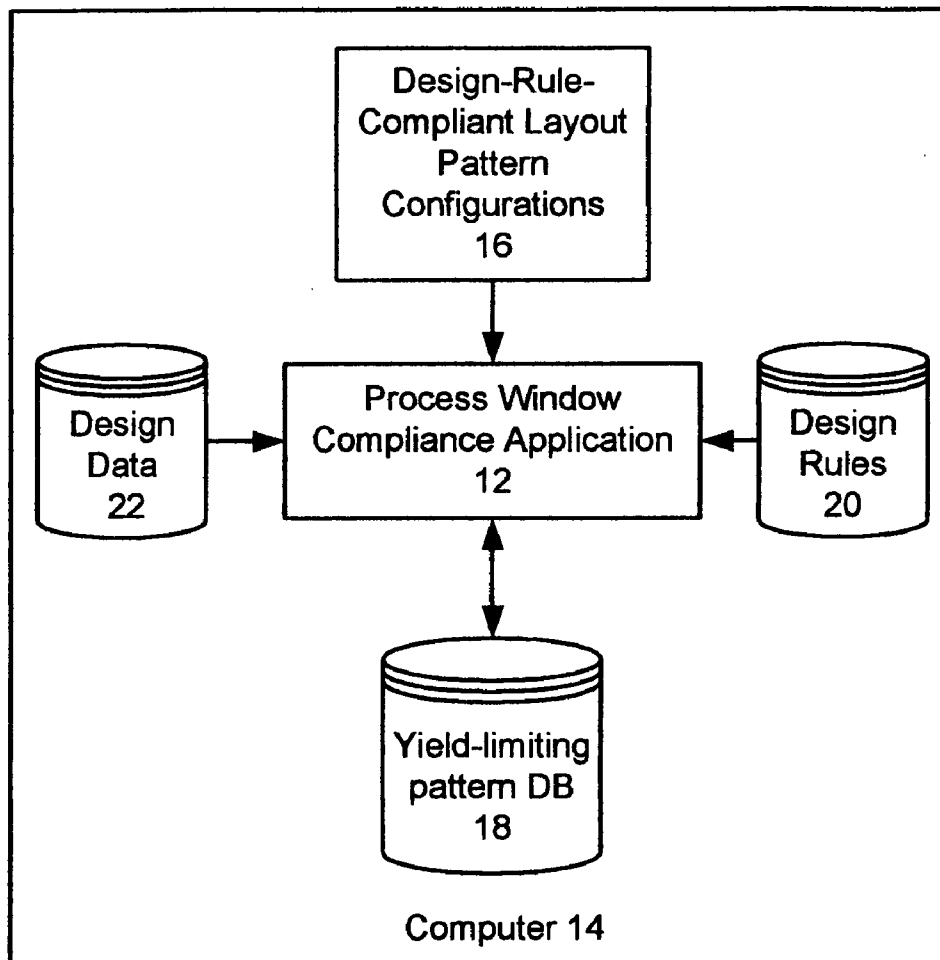 Design-Rule-
Compliant Layout
Pattern
Configurations
16
Design
Data
22
Process Window
Compliance Application
12
Design
Rules
20
Yield-limiting
pattern DB
18
Computer 14